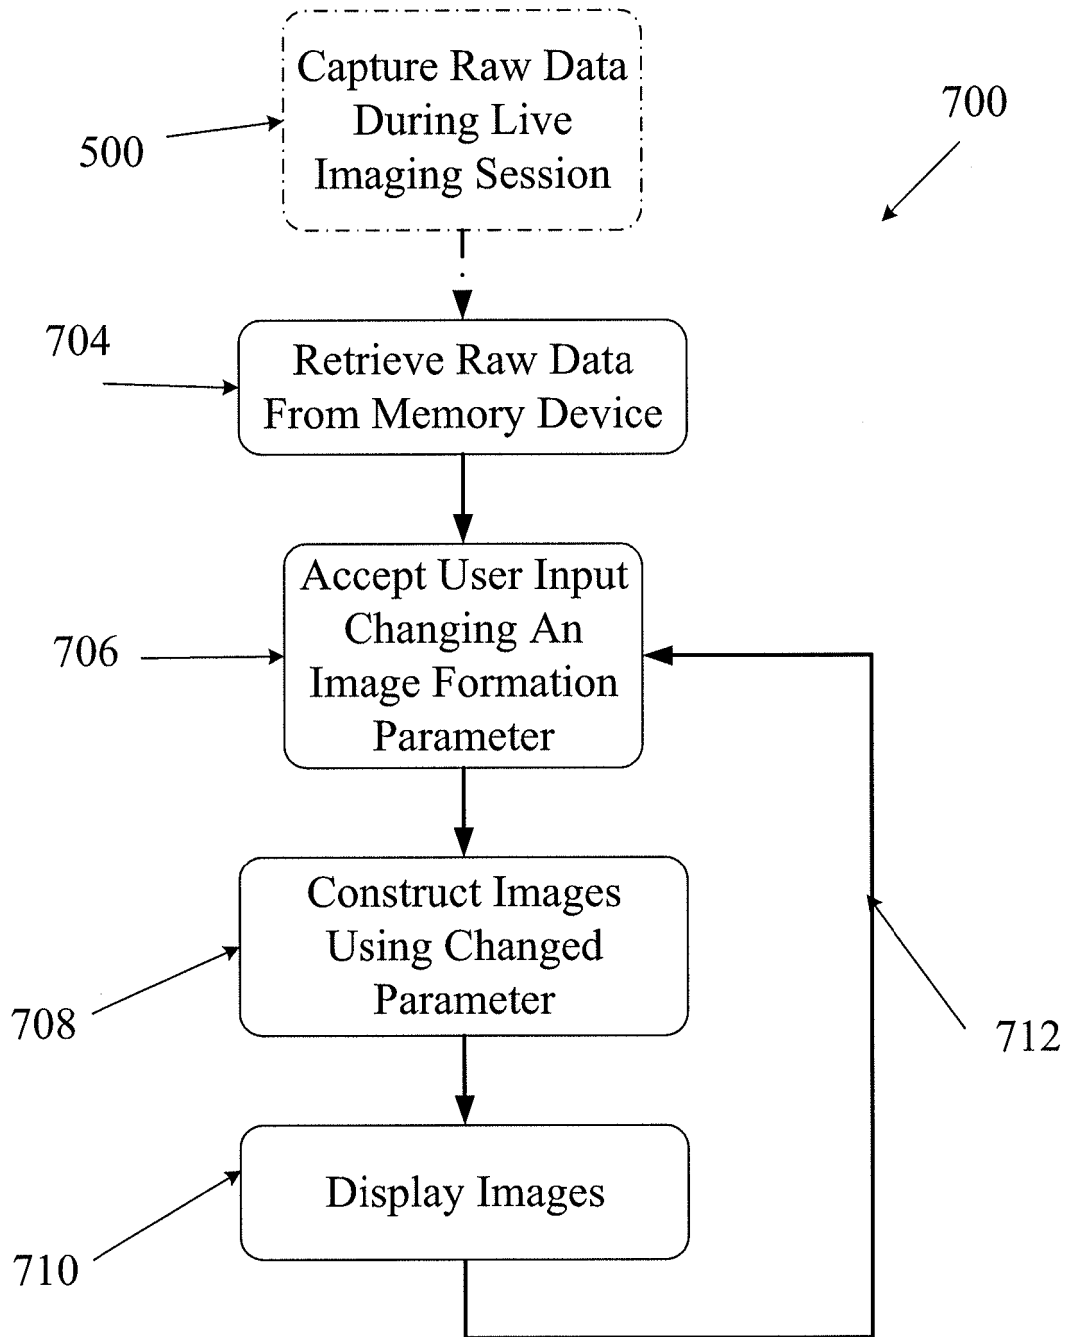 Capture Raw Data
During Live
Imaging Session
500
700
704
Retrieve Raw Data
From Memory Device
706
Accept User Input
Changing An
Image Formation
Parameter
708
Construct Images
Using Changed
Parameter
712
710
Display Images